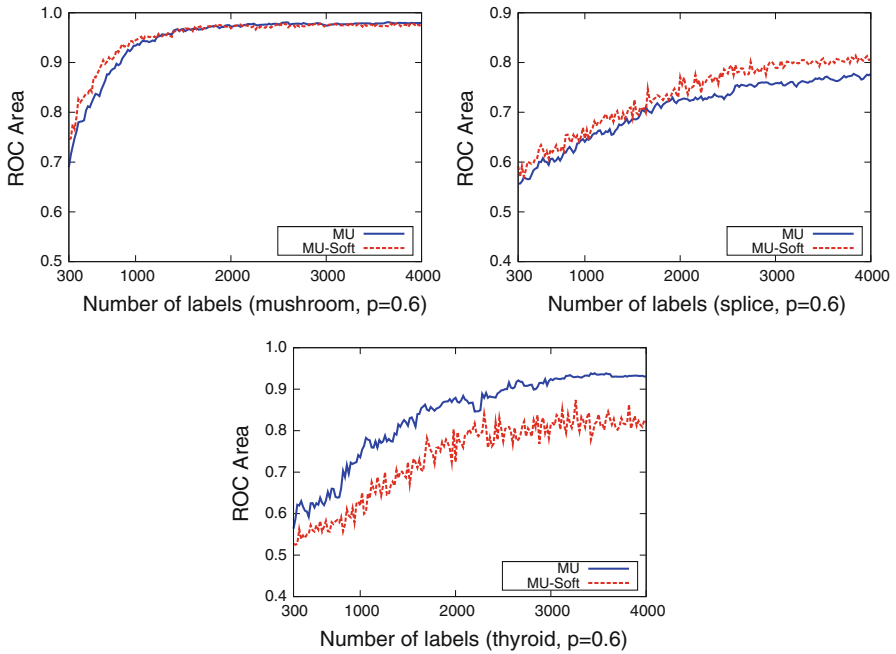 1.0
0.9
0.8
0.7
0.6
0.5
ROC Area
MU
MU-Soft
300 1000 2000 3000 4000
Number of labels (mushroom, p=0.6)
0.9
0.8
0.7
0.6
0.5
0.4
ROC Area
MU
MU-Soft
300 1000 2000 3000 4000
Number of labels (splice, p=0.6)
1.0
0.9
0.8
0.7
0.6
0.5
0.4
ROC Area
MU
MU-Soft
300 1000 2000 3000 4000
Number of labels (thyroid, p=0.6)